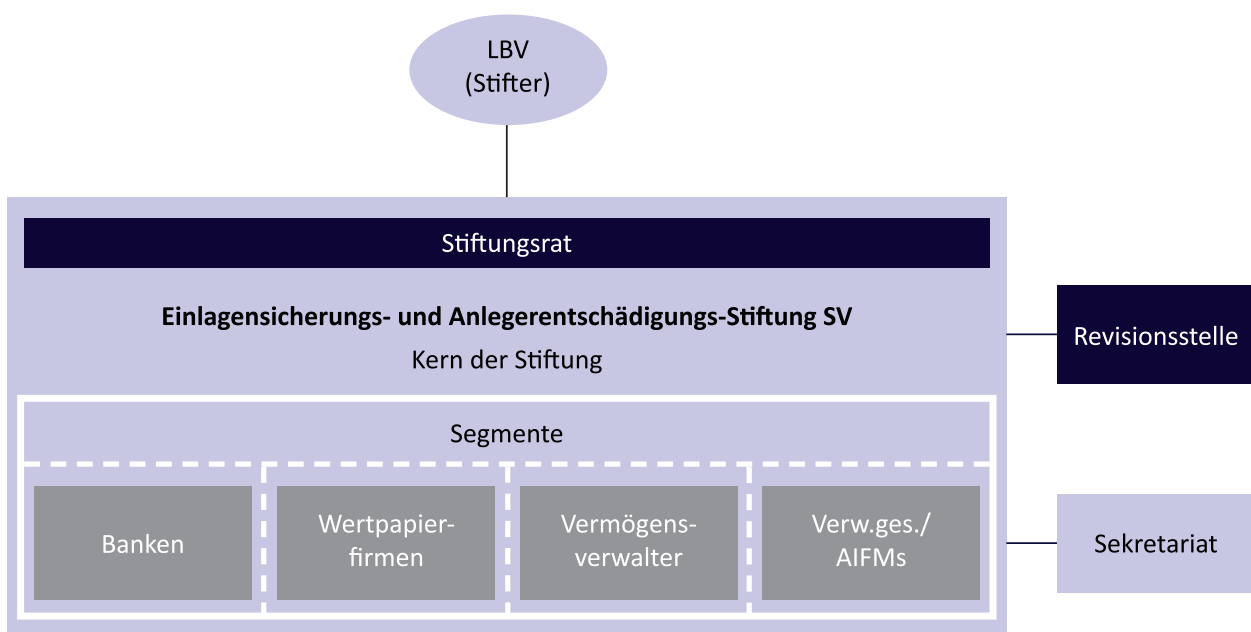 LBV
(Stifter)
Stiftungsrat
Einlagensicherungs- und Anlegerentschädigungs-Stiftung SV
Kern der Stiftung
Revisionsstelle
Segmente
Banken
Wertpapier-
firmen
Vermögens-
verwalter
Verw.ges./
AIFMs
Sekretariat